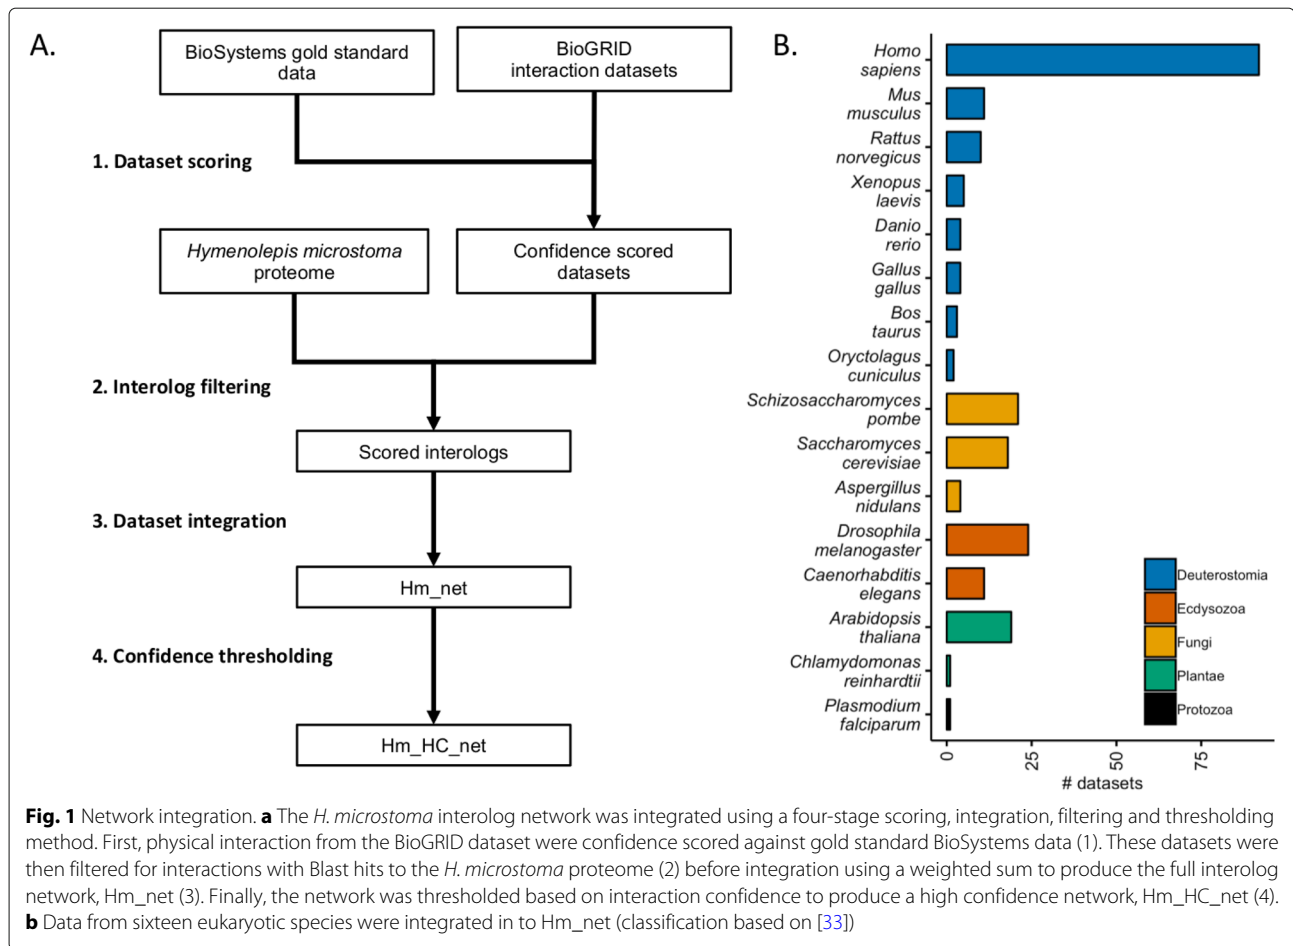 A.
BioSystems gold standard
data
BioGRID
interaction datasets
1. Dataset scoring
Hymenolepis microstoma
proteome
Confidence scored
datasets
2. Interolog filtering
Scored interologs
3. Dataset integration
Hm_net
4. Confidence thresholding
Hm_HC_net
B.
Homo
sapiens
Mus
musculus
Rattus
norvegicus
Xenopus
laevis
Danio
rerio
Gallus
gallus
Bos
taurus
Oryctolagus
cuniculus
Schizosaccharomyces
pombe
Saccharomyces
cerevisiae
Aspergillus
nidulans
Drosophila
melanogaster
Caenorhabditis
elegans
Arabidopsis
thaliana
Chlamydomonas
reinhardtii
Plasmodium
falciparum
Deuterostomia
Ecdysozoa
Fungi
Plantae
Protozoa
0
25
50
75
# datasets
Fig. 1 Network integration. a The H. microstoma interolog network was integrated using a four-stage scoring, integration, filtering and thresholding
method. First, physical interaction from the BioGRID dataset were confidence scored against gold standard BioSystems data (1). These datasets were
then filtered for interactions with Blast hits to the H. microstoma proteome (2) before integration using a weighted sum to produce the full interolog
network, Hm_net (3). Finally, the network was thresholded based on interaction confidence to produce a high confidence network, Hm_HC_net (4).
b Data from sixteen eukaryotic species were integrated in to Hm_net (classification based on [33])